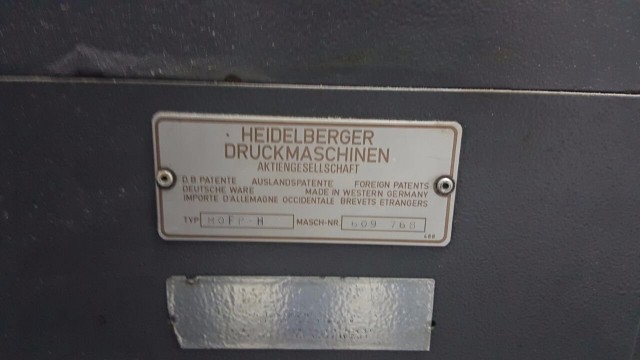 HEIDELBERGER
DRUCKMASCHINEN
AKTIENGESELLSCHAFT
D.B. PATENTE AUSLANDSPATENTE FOREIGN PATENTS
DEUTSCHE WARE MADE IN WESTERN GERMANY
IMPORTE D'ALLEMAGNE OCCIDENTALE BREVETS ETRANGERS
TYP MOFP-H MASCH-NR. 609 768